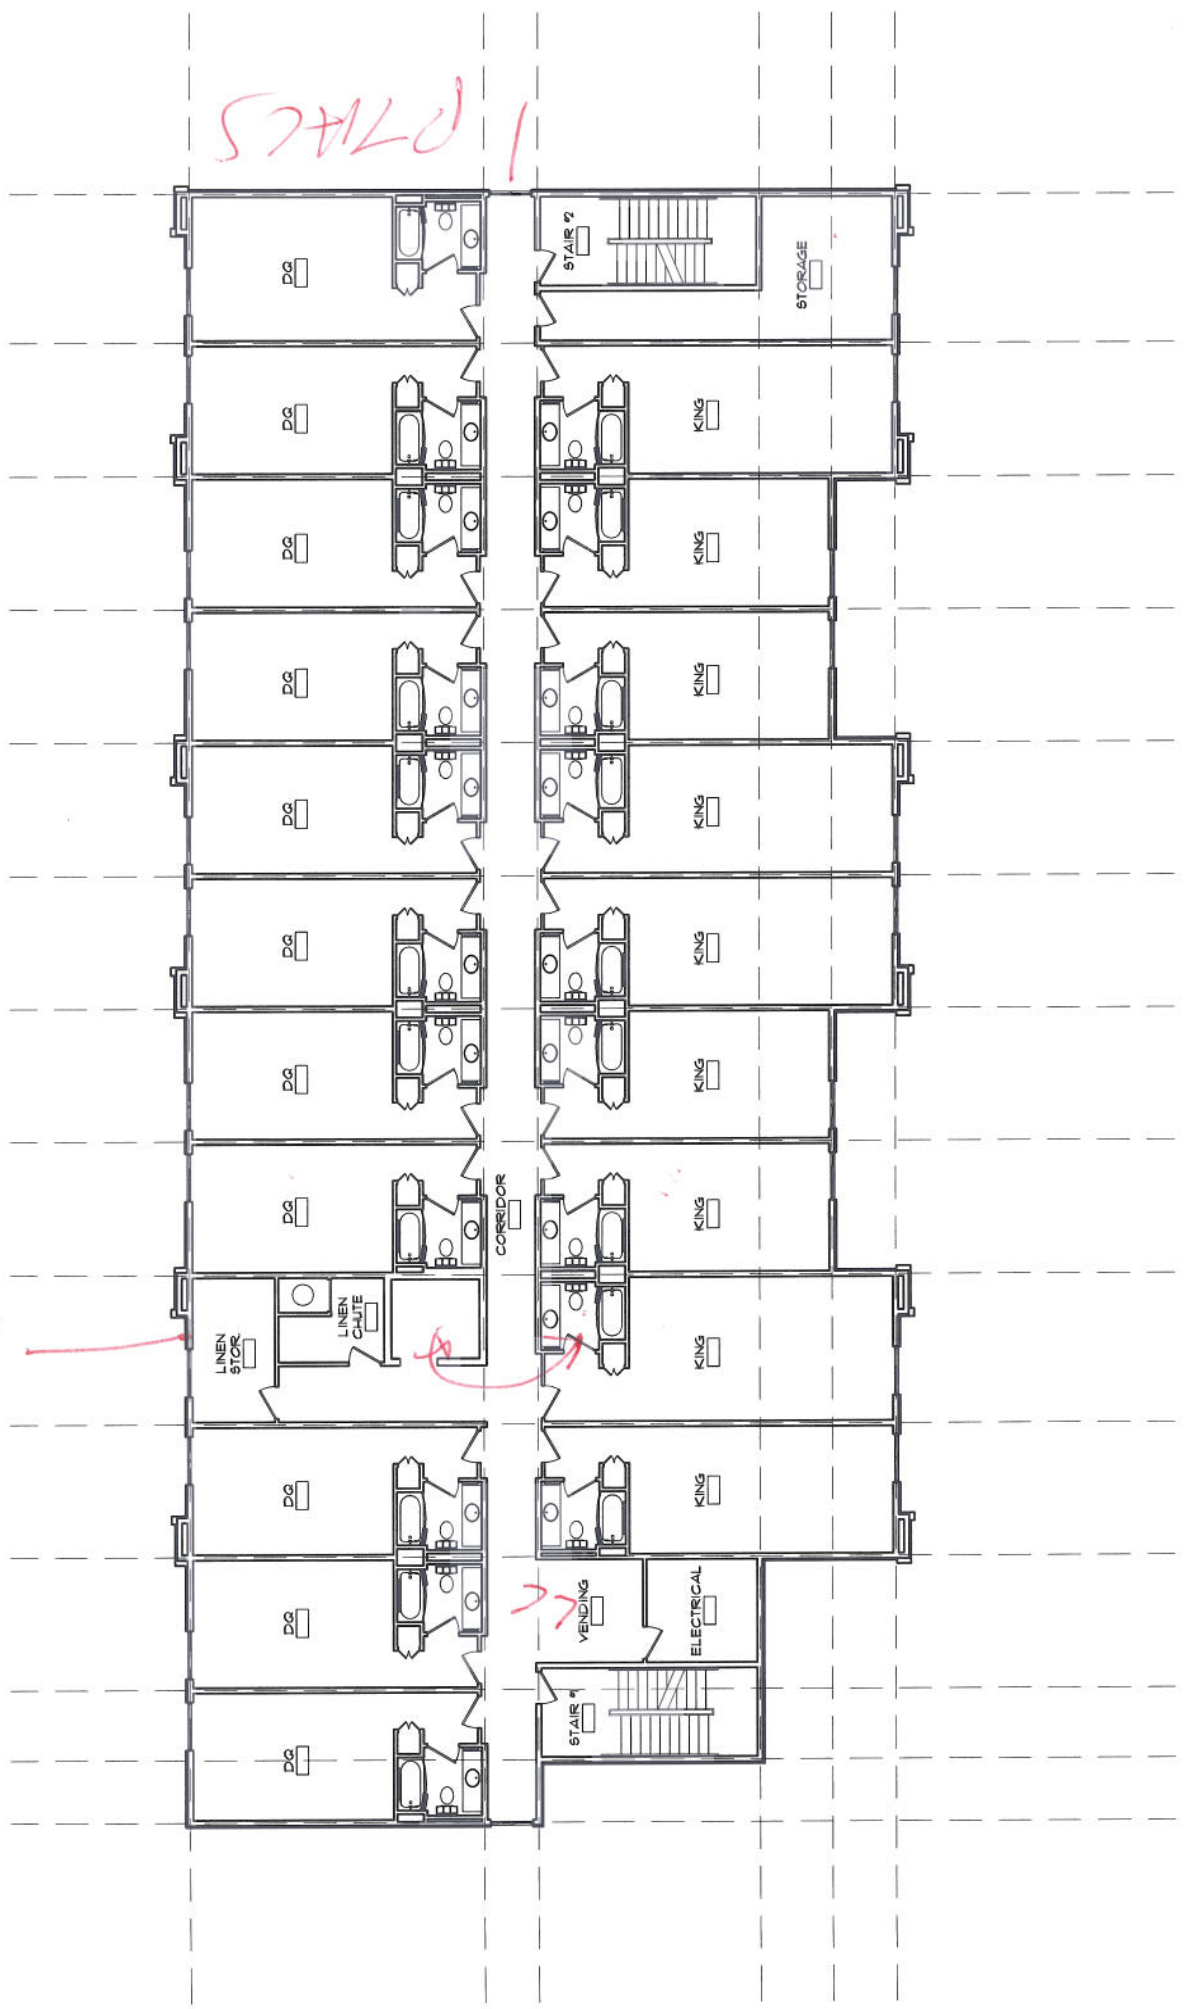 STAIR #2
STORAGE
DQ
DQ
KING
DQ
KING
DQ
KING
DQ
KING
DQ
KING
DQ
KING
DQ
CORRIDOR
KING
LINEN
STOR.
LINEN
CHUTE
KING
DQ
KING
DQ
VENDING
ELECTRICAL
DQ
STAIR #1